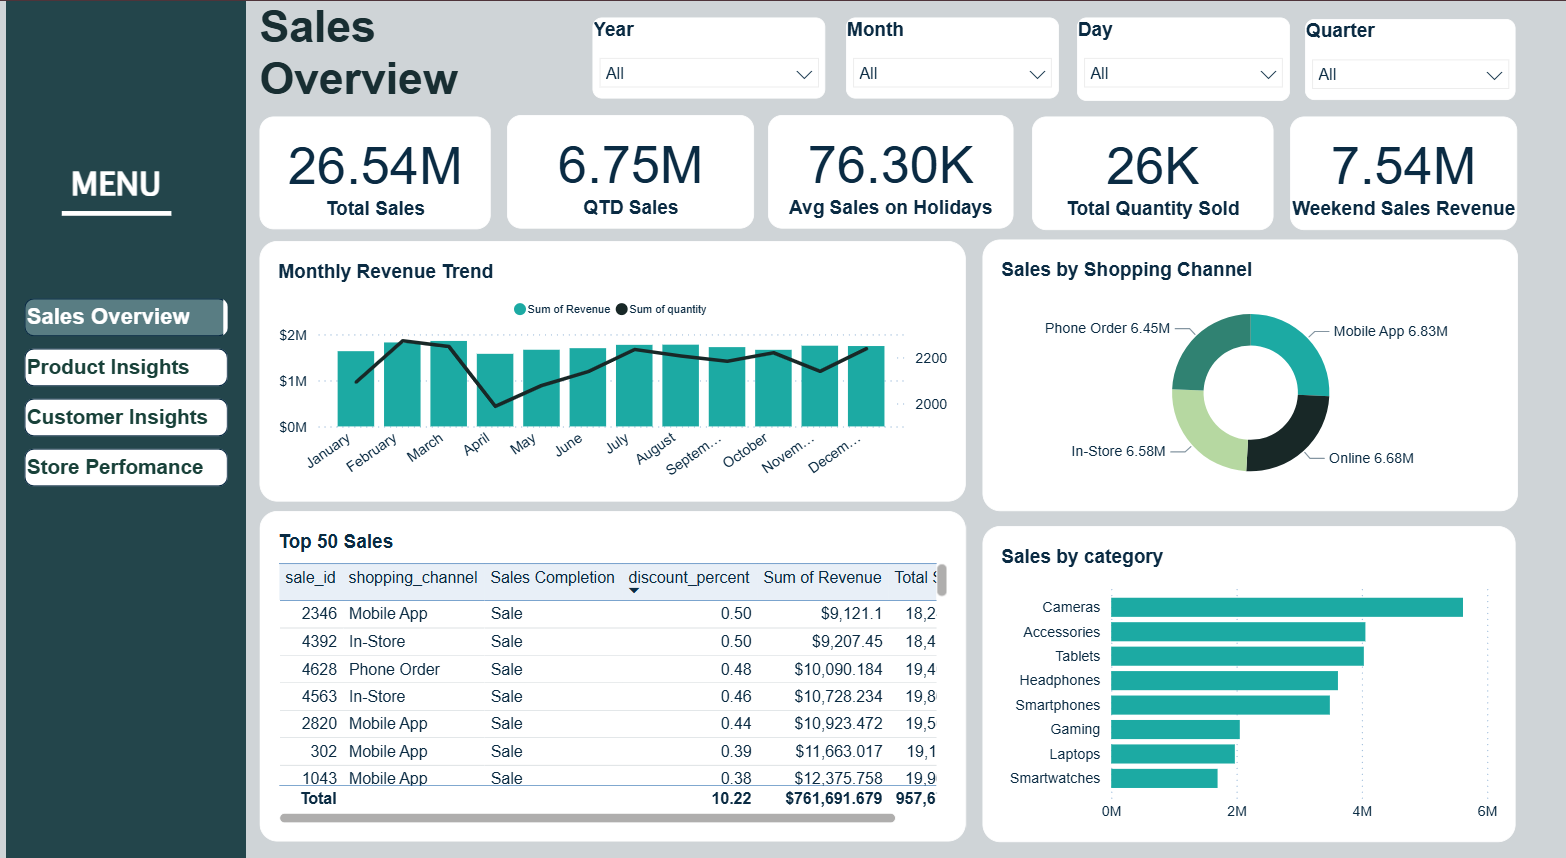 Sales
Overview
Year
All
Month
All
Day
All
Quarter
All
MENU
Sales Overview
Product Insights
Customer Insights
Store Perfomance
26.54M
Total Sales
6.75M
QTD Sales
76.30K
Avg Sales on Holidays
26K
Total Quantity Sold
7.54M
Weekend Sales Revenue
Monthly Revenue Trend
Sum of Revenue Sum of quantity
$2M
$1M
$0M
2200
2000
January February March April May June July August Septem... October Novem... Decem...
Sales by Shopping Channel
Phone Order 6.45M
Mobile App 6.83M
In-Store 6.58M
Online 6.68M
Top 50 Sales
sale_id shopping_channel Sales Completion discount_percent Sum of Revenue Total S
2346 Mobile App Sale 0.50 $9,121.1 18,2
4392 In-Store Sale 0.50 $9,207.45 18,4
4628 Phone Order Sale 0.48 $10,090.184 19,4
4563 In-Store Sale 0.46 $10,728.234 19,8
2820 Mobile App Sale 0.44 $10,923.472 19,5
302 Mobile App Sale 0.39 $11,663.017 19,1
1043 Mobile App Sale 0.38 $12,375.758 19,9
Total 10.22 $761,691.679 957,6
Sales by category
Cameras
Accessories
Tablets
Headphones
Smartphones
Gaming
Laptops
Smartwatches
0M 2M 4M 6M